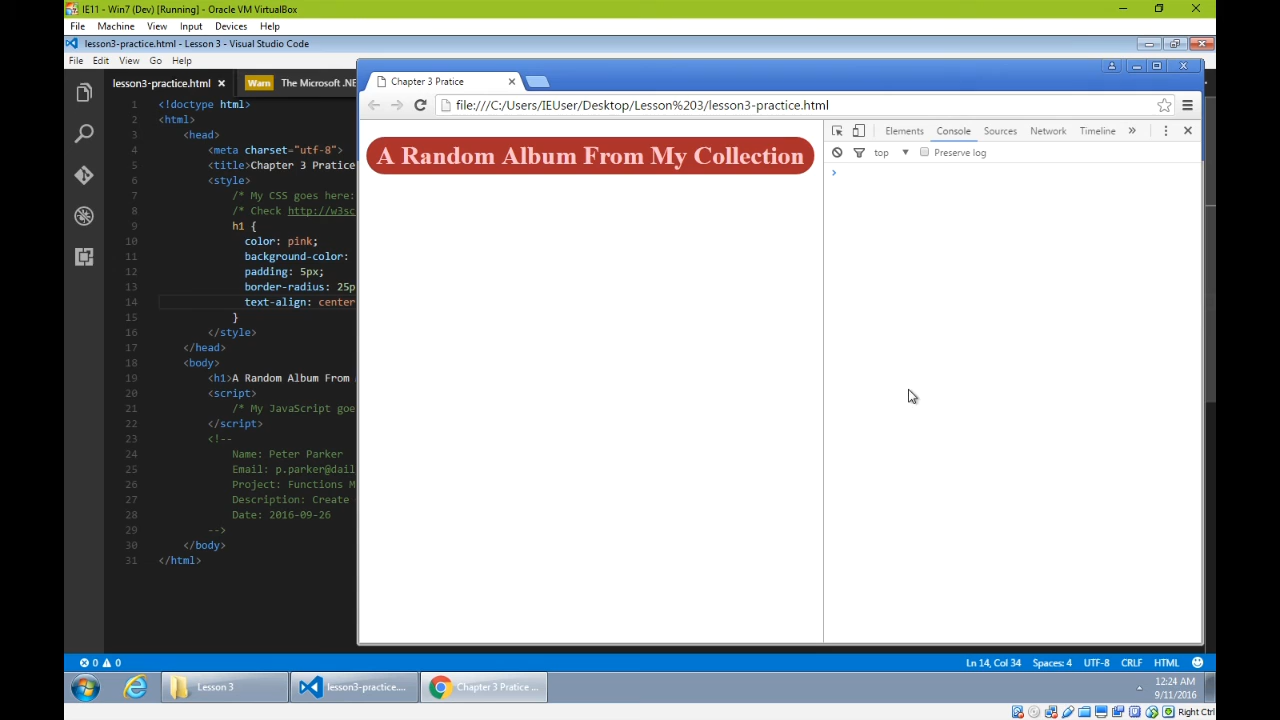 IE11 - Win7 (Dev) [Running] - Oracle VM VirtualBox
File Machine View Input Devices Help
lesson3-practice.html - Lesson 3 - Visual Studio Code
File Edit View Go Help
lesson3-practice.html
Warn The Microsoft .NE
1 <!doctype html>
2 <html>
3 <head>
4 <meta charset="utf-8">
5 <title>Chapter 3 Pratice
6 <style>
7 /* My CSS goes here:
8 /* Check http://w3sc
9 h1 {
10 color: pink;
11 background-color:
12 padding: 5px;
13 border-radius: 25p
14 text-align: center
15 }
16 </style>
17 </head>
18 <body>
19 <h1>A Random Album From
20 <script>
21 /* My JavaScript goe
22 </script>
23 <!--
24 Name: Peter Parker
25 Email: p.parker@dail
26 Project: Functions M
27 Description: Create
28 Date: 2016-09-26
29 -->
30 </body>
31 </html>
Chapter 3 Pratice
file:///C:/Users/IEUser/Desktop/Lesson%203/lesson3-practice.html
A Random Album From My Collection
Elements Console Sources Network Timeline »
top Preserve log
0 0
Ln 14, Col 34 Spaces: 4 UTF-8 CRLF HTML
Lesson 3
lesson3-practice....
Chapter 3 Pratice ...
12:24 AM
9/11/2016
Right Ctrl